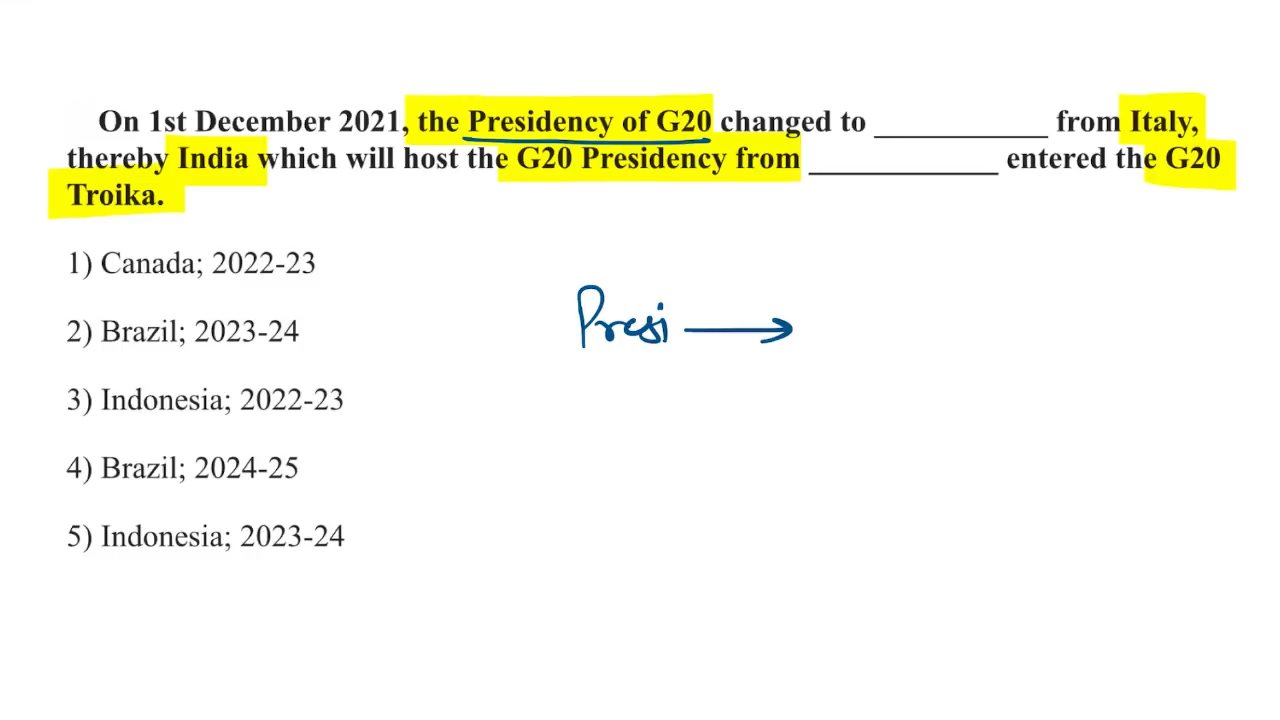 On 1st December 2021, the Presidency of G20 changed to ___________ from Italy,
thereby India which will host the G20 Presidency from ____________ entered the G20
Troika.
1) Canada; 2022-23
2) Brazil; 2023-24
Presi →
3) Indonesia; 2022-23
4) Brazil; 2024-25
5) Indonesia; 2023-24